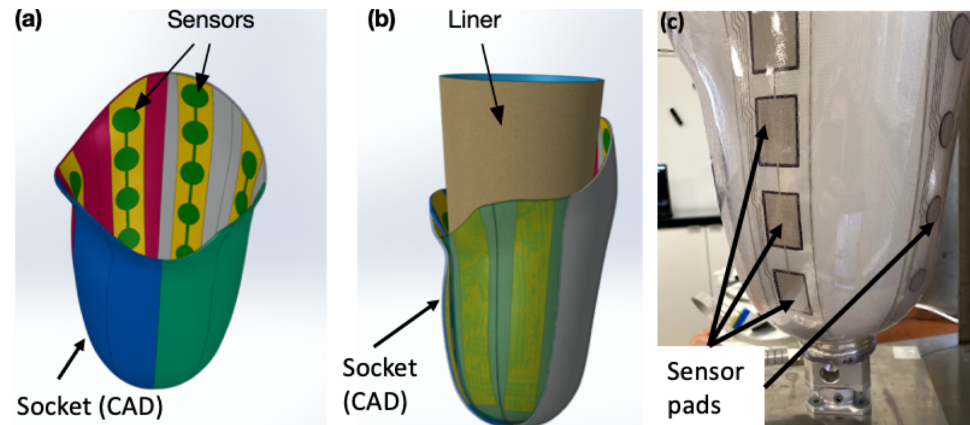 (a)
Sensors
Socket (CAD)
(b)
Liner
Socket
(CAD)
(c)
Sensor
pads